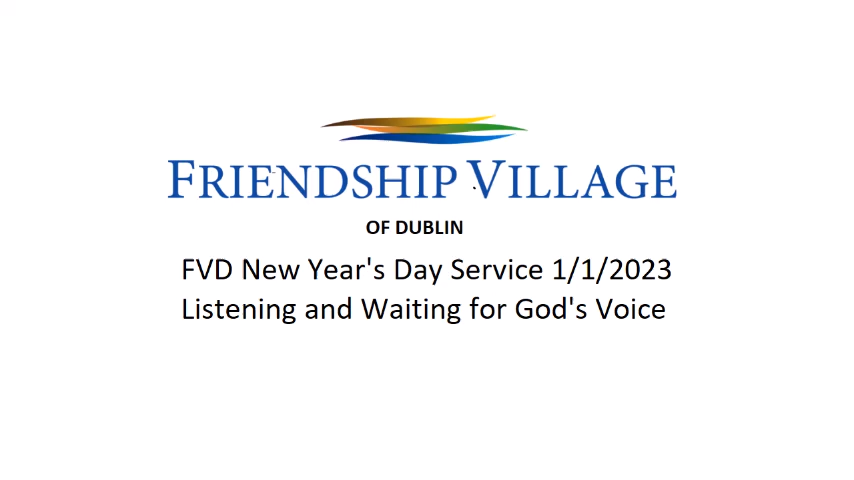 FRIENDSHIP VILLAGE
OF DUBLIN
FVD New Year's Day Service 1/1/2023
Listening and Waiting for God's Voice